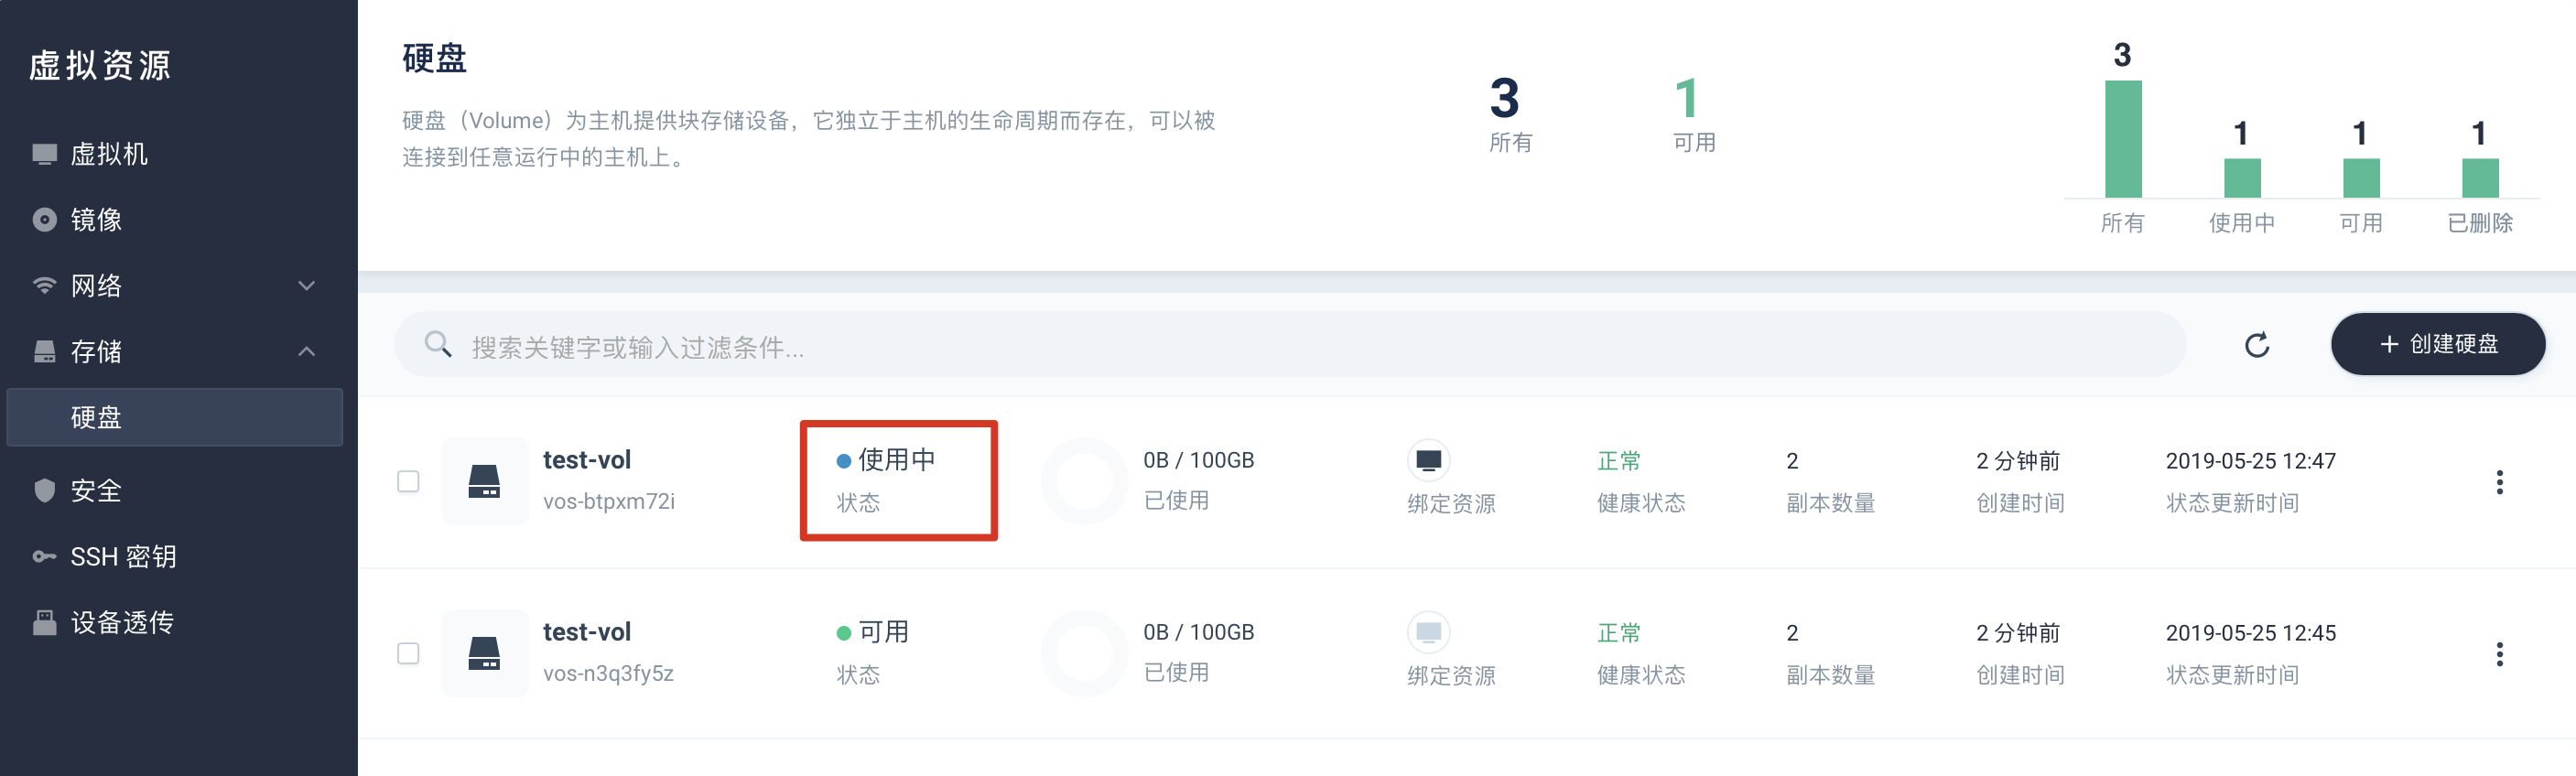 虚拟资源
虚拟机
镜像
网络
存储
硬盘
安全
SSH 密钥
设备透传
硬盘
硬盘（Volume）为主机提供块存储设备，它独立于主机的生命周期而存在，可以被
连接到任意运行中的主机上。
3
所有
1
可用
3
1
1
1
所有
使用中
可用
已删除
搜索关键字或输入过滤条件...
+ 创建硬盘
test-vol
vos-btpxm72i
使用中
状态
0B / 100GB
已使用
绑定资源
正常
健康状态
2
副本数量
2 分钟前
创建时间
2019-05-25 12:47
状态更新时间
test-vol
vos-n3q3fy5z
可用
状态
0B / 100GB
已使用
绑定资源
正常
健康状态
2
副本数量
2 分钟前
创建时间
2019-05-25 12:45
状态更新时间